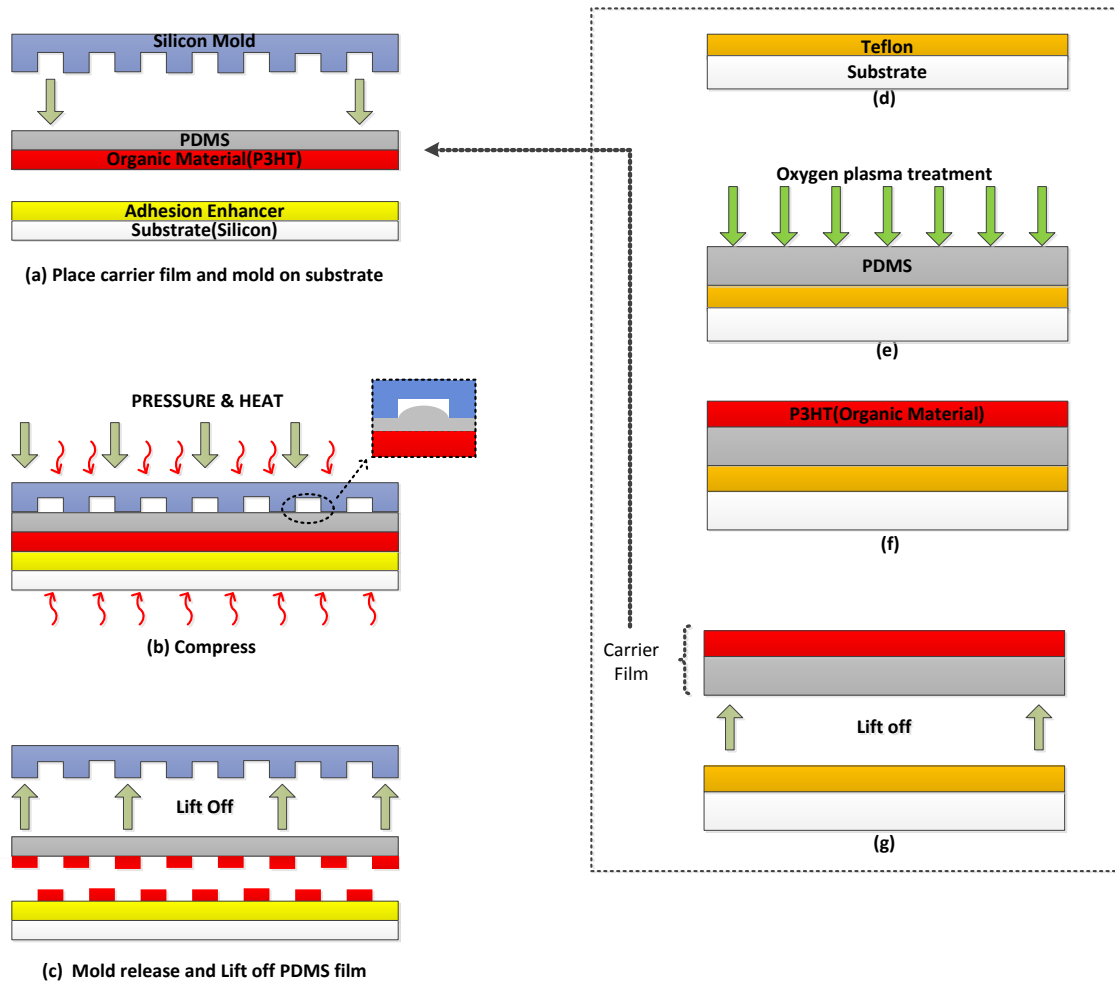 Silicon Mold
PDMS
Organic Material(P3HT)
Adhesion Enhancer
Substrate(Silicon)
(a) Place carrier film and mold on substrate
PRESSURE & HEAT
(b) Compress
Lift Off
(c) Mold release and Lift off PDMS film
Teflon
Substrate
(d)
Oxygen plasma treatment
PDMS
(e)
P3HT(Organic Material)
(f)
Carrier
Film
Lift off
(g)